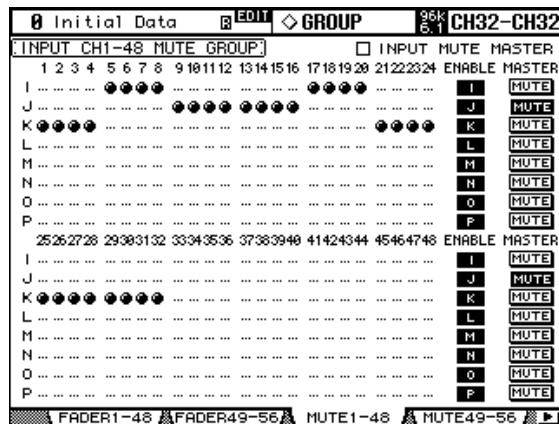 0 Initial Data R EDIT ◇GROUP 96k 6.1 CH32-CH32
INPUT CH1-48 MUTE GROUP □ INPUT MUTE MASTER
1 2 3 4 5 6 7 8 9 10 11 12 13 14 15 16 17 18 19 20 21 22 23 24 ENABLE MASTER
I I MUTE
J J MUTE
K K MUTE
L L MUTE
M M MUTE
N N MUTE
O O MUTE
P P MUTE
25 26 27 28 29 30 31 32 33 34 35 36 37 38 39 40 41 42 43 44 45 46 47 48 ENABLE MASTER
I I MUTE
J J MUTE
K K MUTE
L L MUTE
M M MUTE
N N MUTE
O O MUTE
P P MUTE
FADER1-48 FADER49-56 MUTE1-48 MUTE49-56